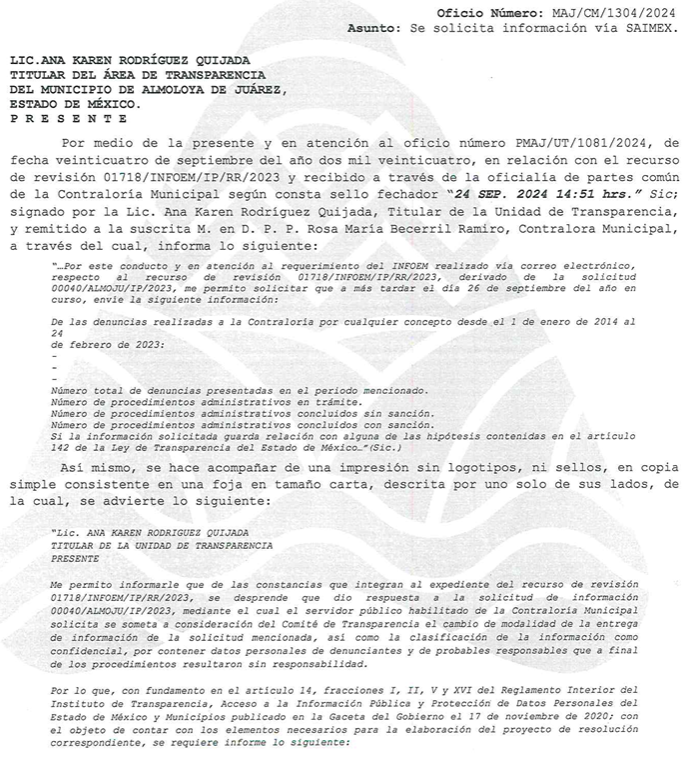 Oficio Número: MAJ/CM/1304/2024
Asunto: Se solicita información vía SAIMEX.
LIC.ANA KAREN RODRÍGUEZ QUIJADA
TITULAR DEL ÁREA DE TRANSPARENCIA
DEL MUNICIPIO DE ALMOLOYA DE JUÁREZ,
ESTADO DE MÉXICO.
P R E S E N T E
Por medio de la presente y en atención al oficio número PMAJ/UT/1081/2024, de
fecha veinticuatro de septiembre del año dos mil veinticuatro, en relación con el recurso
de revisión 01718/INFOEM/IP/RR/2023 y recibido a través de la oficialía de partes común
de la Contraloría Municipal según consta sello fechador "24 SEP. 2024 14:51 hrs." Sic;
signado por la Lic. Ana Karen Rodríguez Quijada, Titular de la Unidad de Transparencia,
y remitido a la suscrita M. en D. P. P. Rosa María Becerril Ramiro, Contralora Municipal,
a través del cual, informa lo siguiente:
"…Por este conducto y en atención al requerimiento del INFOEM realizado vía correo electrónico,
respecto al recurso de revisión 01718/INFOEM/IP/RR/2023, derivado de la solicitud
00040/ALMOJU/IP/2023, me permito solicitar que a más tardar el día 26 de septiembre del año en
curso, envíe la siguiente información:
De las denuncias realizadas a la Contraloría por cualquier concepto desde el 1 de enero de 2014 al
24
de febrero de 2023:
-
-
-
Número total de denuncias presentadas en el periodo mencionado.
Número de procedimientos administrativos en trámite.
Número de procedimientos administrativos concluidos sin sanción.
Número de procedimientos administrativos concluidos con sanción.
Si la información solicitada guarda relación con alguna de las hipótesis contenidas en el artículo
142 de la Ley de Transparencia del Estado de México…"(Sic.)
Así mismo, se hace acompañar de una impresión sin logotipos, ni sellos, en copia
simple consistente en una foja en tamaño carta, descrita por uno solo de sus lados, de
la cual, se advierte lo siguiente:
"Lic. ANA KAREN RODRIGUEZ QUIJADA
TITULAR DE LA UNIDAD DE TRANSPARENCIA
PRESENTE
Me permito informarle que de las constancias que integran al expediente del recurso de revisión
01718/INFOEM/IP/RR/2023, se desprende que dio respuesta a la solicitud de información
00040/ALMOJU/IP/2023, mediante el cual el servidor público habilitado de la Contraloría Municipal
solicita se someta a consideración del Comité de Transparencia el cambio de modalidad de la entrega
de información de la solicitud mencionada, así como la clasificación de la información como
confidencial, por contener datos personales de denunciantes y de probables responsables que a final
de los procedimientos resultaron sin responsabilidad.
Por lo que, con fundamento en el artículo 14, fracciones I, II, V y XVI del Reglamento Interior del
Instituto de Transparencia, Acceso a la Información Pública y Protección de Datos Personales del
Estado de México y Municipios publicado en la Gaceta del Gobierno el 17 de noviembre de 2020; con
el objeto de contar con los elementos necesarios para la elaboración del proyecto de resolución
correspondiente, se requiere informe lo siguiente: